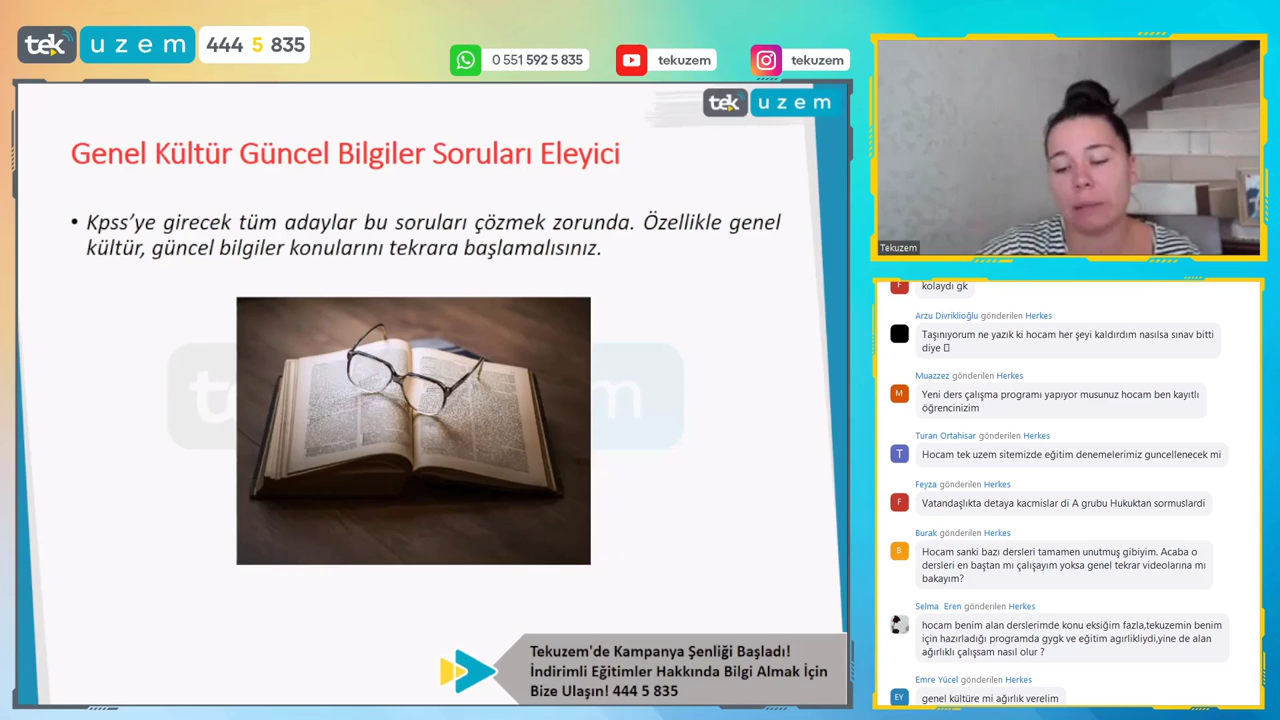 tek uzem 444 5 835
0 551 592 5 835 tekuzem tekuzem
tek uzem
Genel Kültür Güncel Bilgiler Soruları Eleyici
• Kpss’ye girecek tüm adaylar bu soruları çözmek zorunda. Özellikle genel
kültür, güncel bilgiler konularını tekrara başlamalısınız.
Tekuzem'de Kampanya Şenliği Başladı!
İndirimli Eğitimler Hakkında Bilgi Almak İçin
Bize Ulaşın! 444 5 835
Tekuzem
F
kolaydı gk
Arzu Divriklioğlu gönderilen Herkes
Taşınıyorum ne yazık ki hocam her şeyi kaldırdım nasılsa sınav bitti
diye
Muazzez gönderilen Herkes
M
Yeni ders çalışma programı yapıyor musunuz hocam ben kayıtlı
öğrencinizim
Turan Ortahisar gönderilen Herkes
T
Hocam tek uzem sitemizde eğitim denemelerimiz guncellenecek mi
Feyza gönderilen Herkes
F
Vatandaşlıkta detaya kacmislar di A grubu Hukuktan sormuslardi
Burak gönderilen Herkes
B
Hocam sanki bazı dersleri tamamen unutmuş gibiyim. Acaba o
dersleri en baştan mı çalışayım yoksa genel tekrar videolarına mı
bakayım?
Selma Eren gönderilen Herkes
hocam benim alan derslerimde konu eksiğim fazla,tekuzemin benim
için hazırladığı programda gygk ve eğitim agırlikliydi,yine de alan
ağırlıklı çalışsam nasıl olur ?
Emre Yücel gönderilen Herkes
EY
genel kültüre mi ağırlık verelim